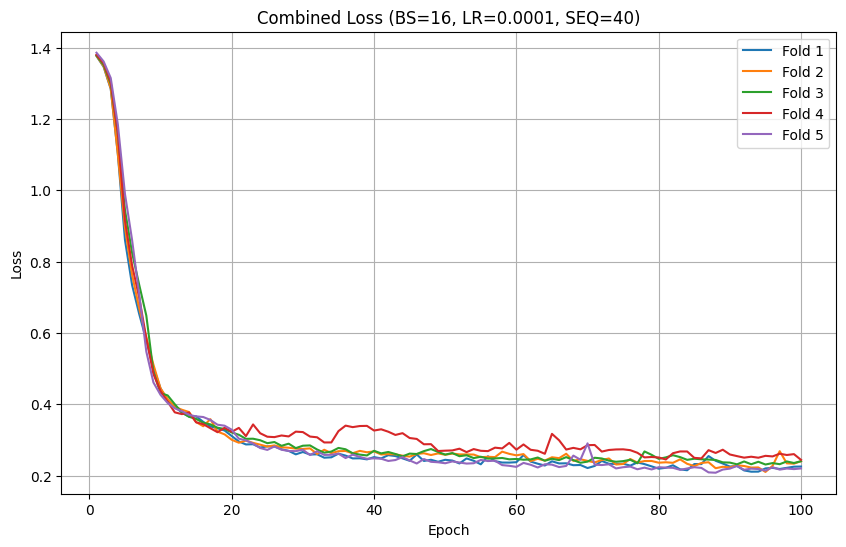 Combined Loss (BS=16, LR=0.0001, SEQ=40)
Fold 1
Fold 2
Fold 3
Fold 4
Fold 5
Loss
1.4
1.2
1.0
0.8
0.6
0.4
0.2
0 20 40 60 80 100
Epoch